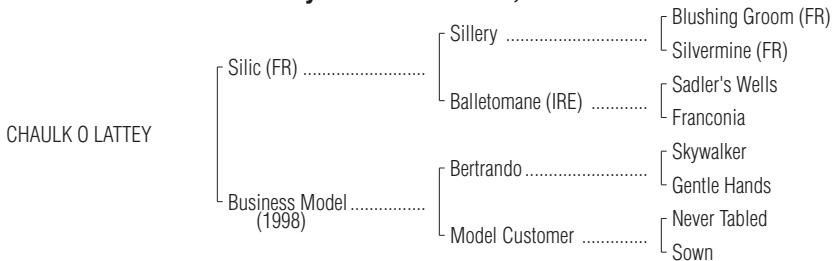 Blushing Groom (FR)
Sillery ................................
Silvermine (FR)
Silic (FR) ............................
Sadler's Wells
Balletomane (IRE) .............
Franconia
CHAULK O LATTEY
Skywalker
Bertrando ...........................
Gentle Hands
Business Model .................
(1998)
Never Tabled
Model Customer ...............
Sown